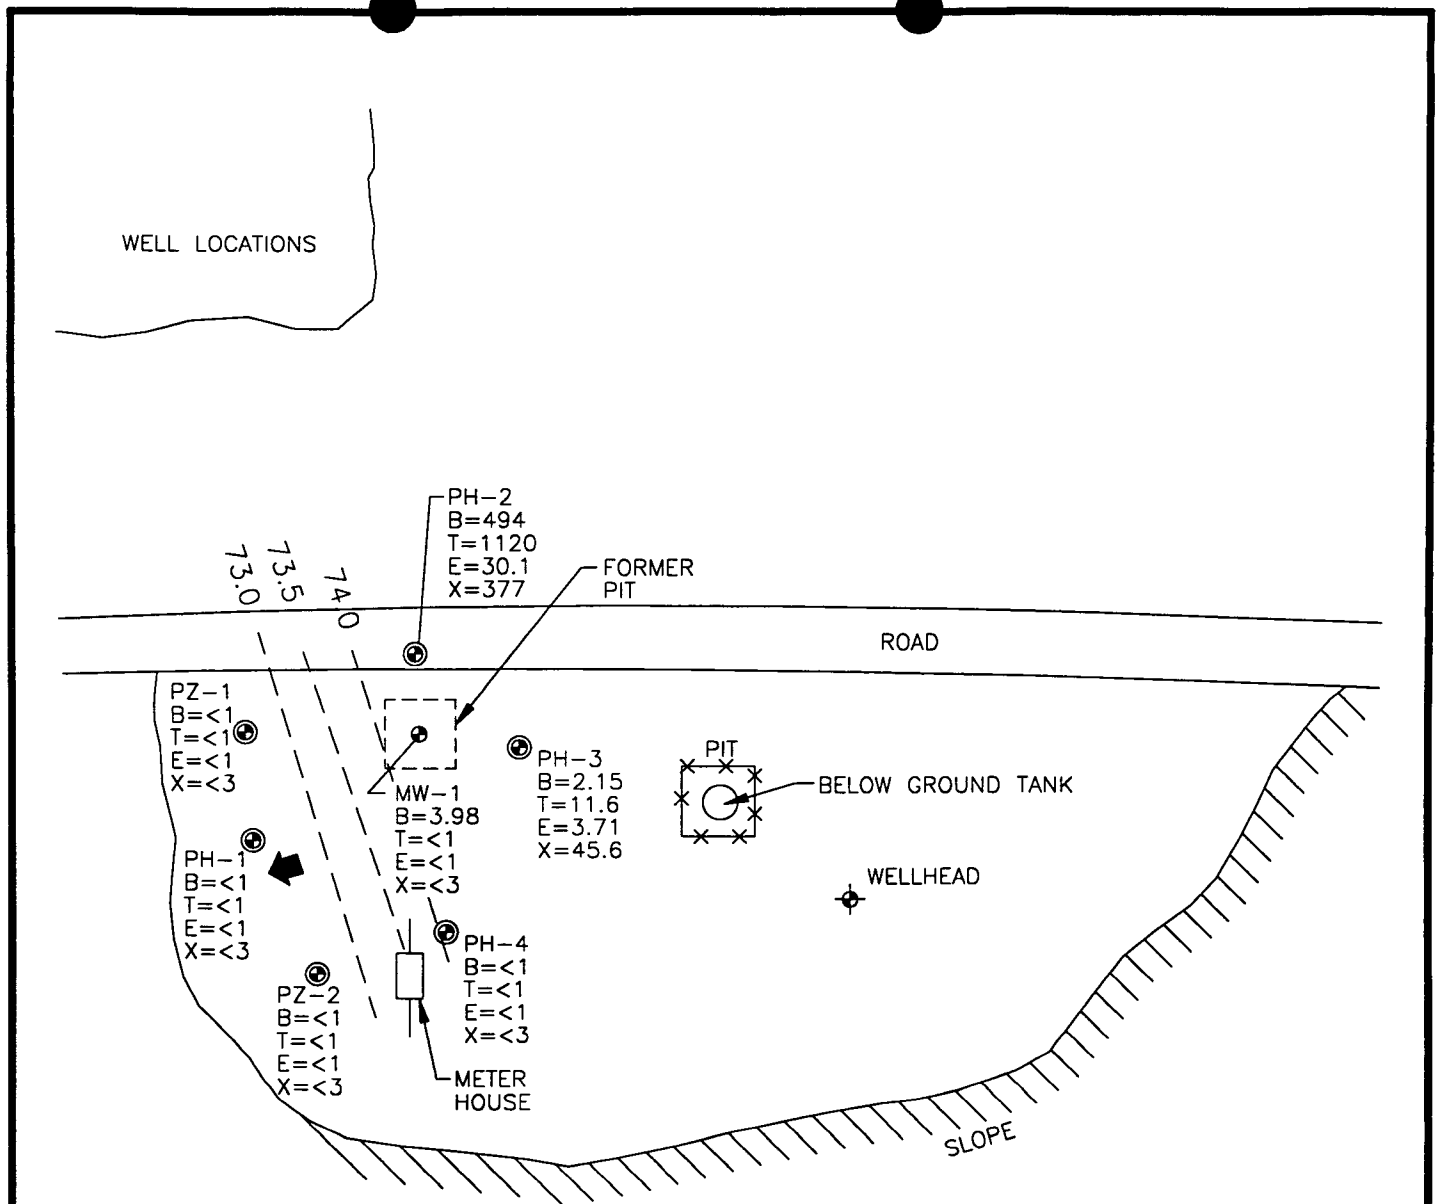 WELL LOCATIONS
PH-2
B=494
T=1120
E=30.1
X=377
FORMER
PIT
73.0
73.5
74.0
ROAD
PZ-1
B=<1
T=<1
E=<1
X=<3
PH-3
B=2.15
T=11.6
E=3.71
X=45.6
PIT
BELOW GROUND TANK
MW-1
B=3.98
T=<1
E=<1
X=<3
PH-1
B=<1
T=<1
E=<1
X=<3
WELLHEAD
PH-4
B=<1
T=<1
E=<1
X=<3
PZ-2
B=<1
T=<1
E=<1
X=<3
METER
HOUSE
SLOPE